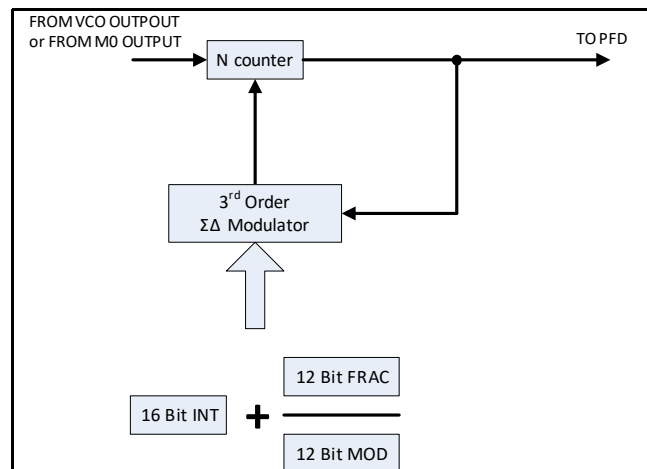 FROM VCO OUTPOUT
or FROM M0 OUTPUT
TO PFD
N counter
3rd Order
ΣΔ Modulator
12 Bit FRAC
16 Bit INT
+
12 Bit MOD